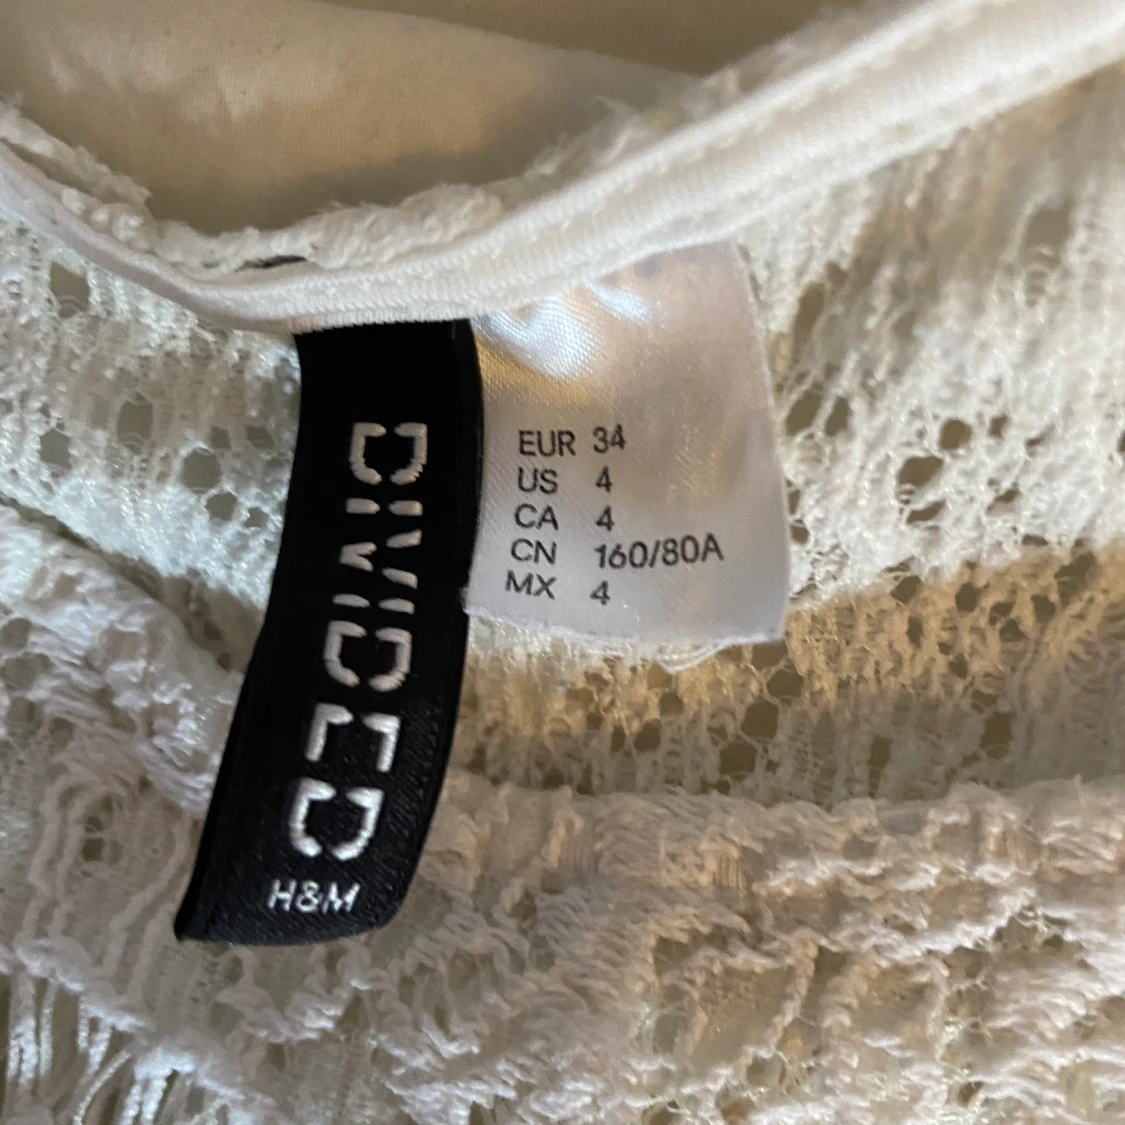 DIVIDED
H&M
EUR 34
US 4
CA 4
CN 160/80A
MX 4